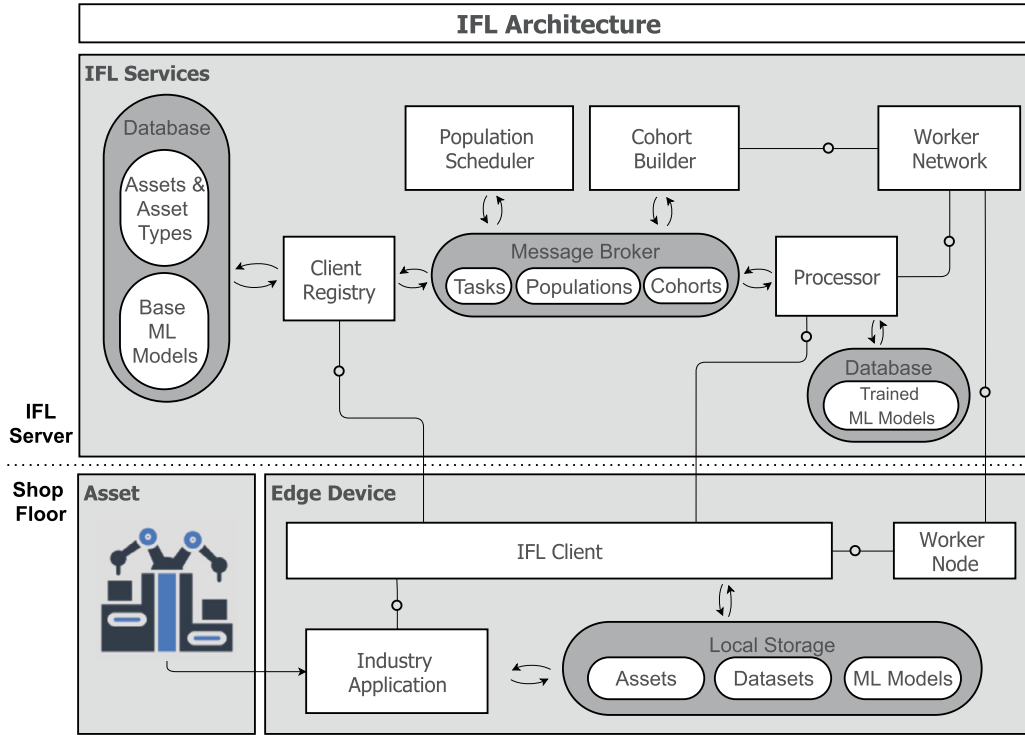 IFL Architecture
IFL Services
Database
Assets &
Asset
Types
Base
ML
Models
Client
Registry
Population
Scheduler
Cohort
Builder
Worker
Network
Message Broker
Tasks
Populations
Cohorts
Processor
Database
Trained
ML Models
IFL
Server
Shop
Floor
Asset
Edge Device
IFL Client
Worker
Node
Industry
Application
Local Storage
Assets
Datasets
ML Models